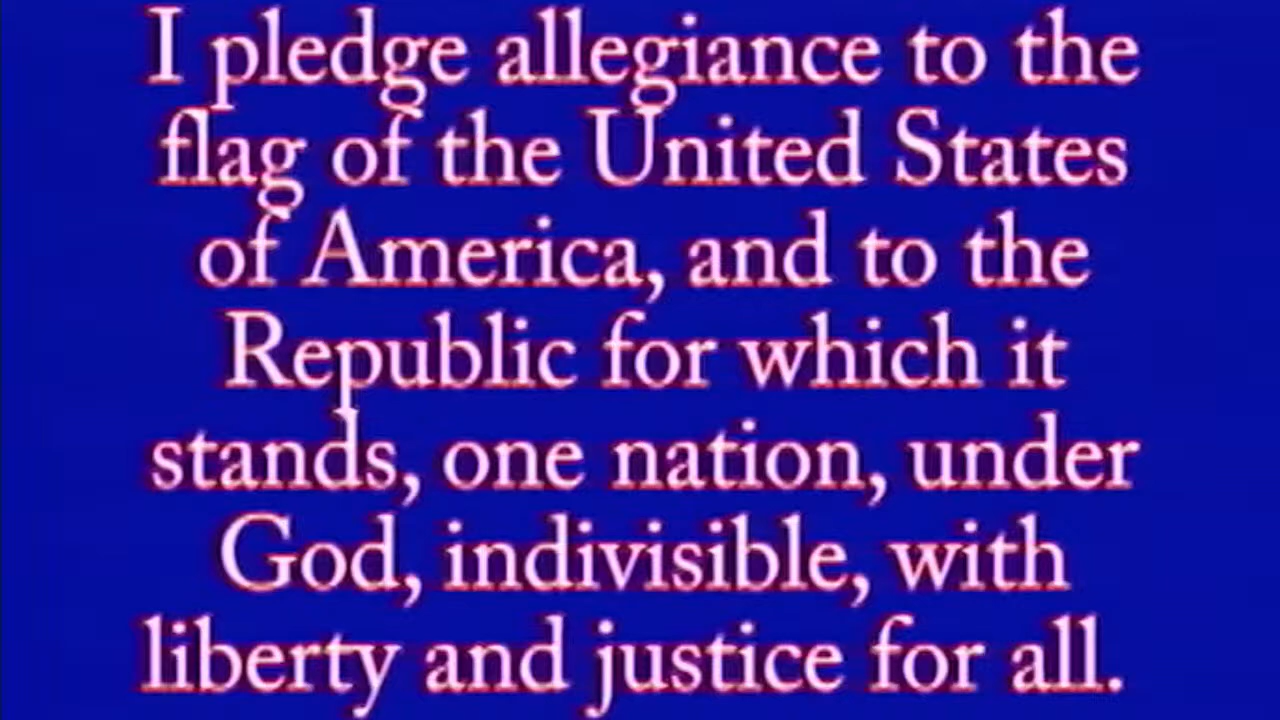 I pledge allegiance to the
flag of the United States
of America, and to the
Republic for which it
stands, one nation, under
God, indivisible, with
liberty and justice for all.